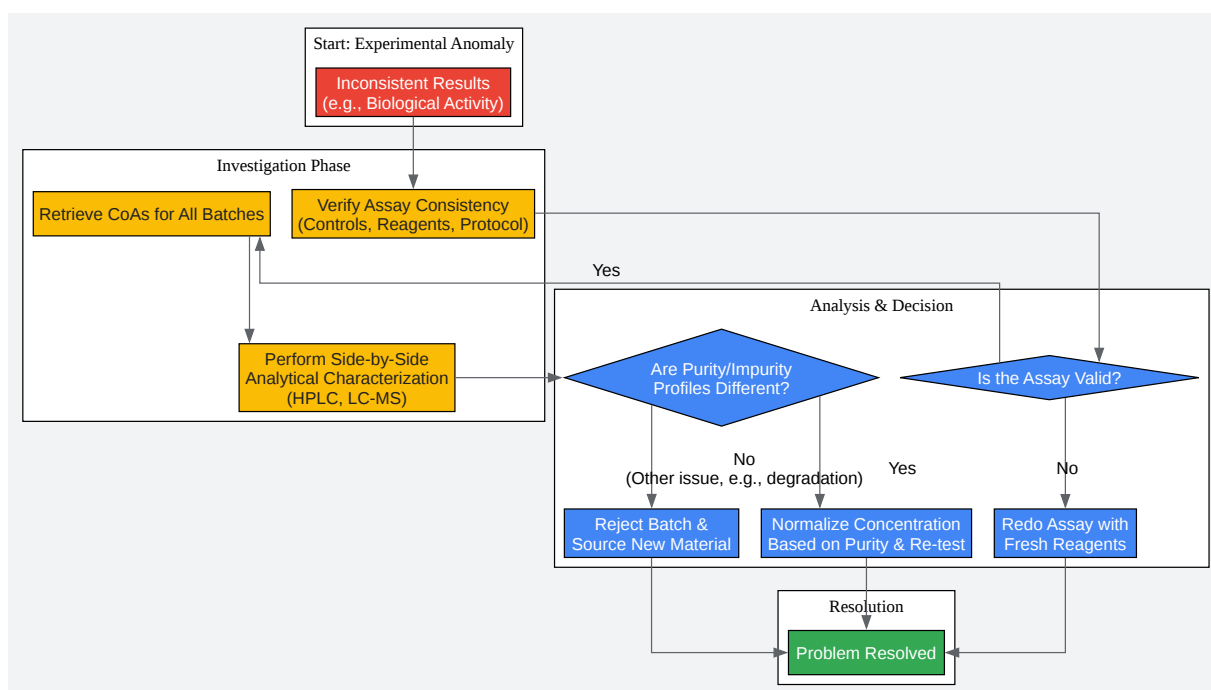 Start: Experimental Anomaly
Inconsistent Results
(e.g., Biological Activity)
Investigation Phase
Retrieve CoAs for All Batches
Verify Assay Consistency
(Controls, Reagents, Protocol)
Yes
Analysis & Decision
Perform Side-by-Side
Analytical Characterization
(HPLC, LC-MS)
Are Purity/Impurity
Profiles Different?
Is the Assay Valid?
No
(Other issue, e.g., degradation)
Yes
No
Reject Batch &
Source New Material
Normalize Concentration
Based on Purity & Re-test
Redo Assay with
Fresh Reagents
Resolution
Problem Resolved